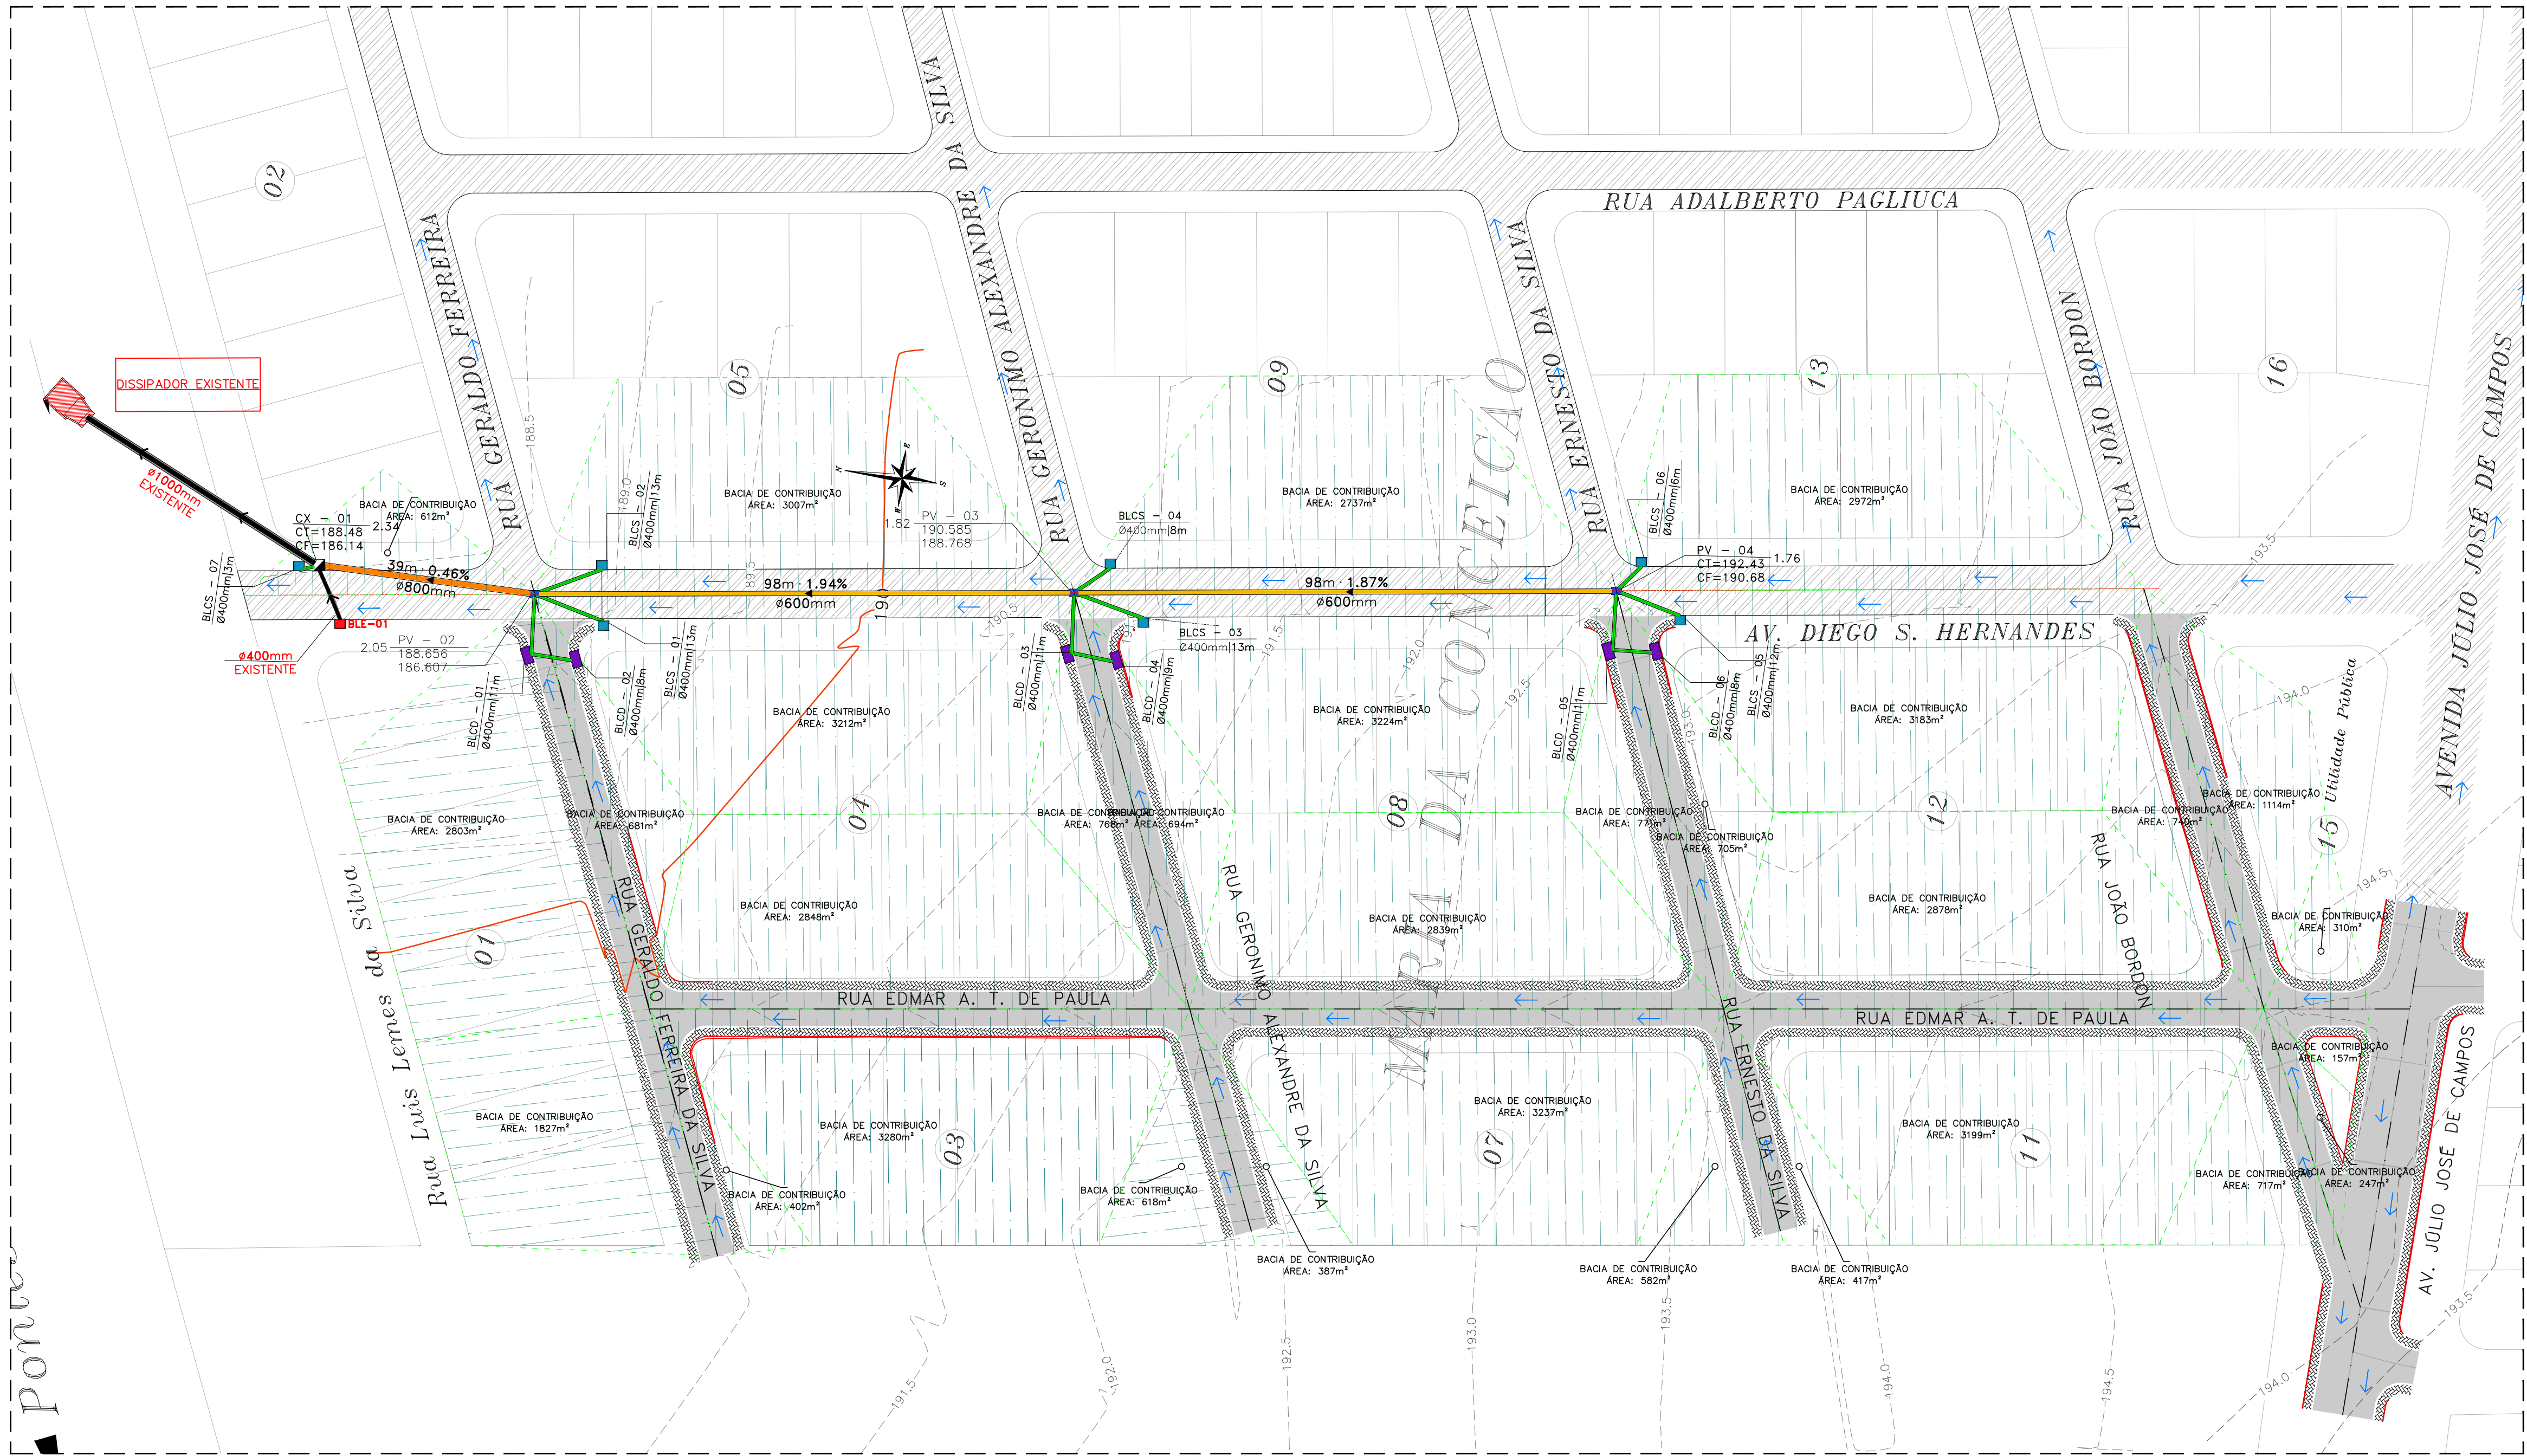 RUA GERALDO FERREIRA
RUA GERONIMO ALEXANDRE DA SILVA
RUA ERNESTO DA SILVA
RUA JOÃO BORDON
RUA ADALBERTO PAGLIUCA
AVENIDA JÚLIO JOSÉ DE CAMPOS
02
05
09
13
16
DISSIPADOR EXISTENTE
Ø1000mm
EXISTENTE
BACIA DE CONTRIBUIÇÃO
ÁREA: 612m²
CX - 01
CT=188.48
CF=186.14
2.34
BLCS - 07
Ø400mm|3m
39m · 0.46%
Ø800mm
BLE-01
Ø400mm
EXISTENTE
PV - 02
188.656
186.607
2.05
188.5
189.0
BLCS - 02
Ø400mm|13m
BACIA DE CONTRIBUIÇÃO
ÁREA: 3007m²
N
E
S
W
89.5
98m · 1.94%
Ø600mm
190
1.82
PV - 03
190.585
188.768
190.5
BLCS - 04
Ø400mm|8m
BACIA DE CONTRIBUIÇÃO
ÁREA: 2737m²
98m · 1.87%
Ø600mm
BLCS - 03
Ø400mm|13m
191.5
192.0
192.5
MARIA DA CONCEICAO
BLCS - 06
Ø400mm|6m
BACIA DE CONTRIBUIÇÃO
ÁREA: 2972m²
PV - 04
CT=192.43
CF=190.68
1.76
193.5
AV. DIEGO S. HERNANDES
BLCD - 01
Ø400mm|11m
BLCD - 02
Ø400mm|8m
BLCS - 01
Ø400mm|13m
BLCD - 03
Ø400mm|11m
BLCD - 04
Ø400mm|9m
BLCD - 05
Ø400mm|11m
BLCD - 06
Ø400mm|8m
BLCS - 05
Ø400mm|12m
193.0
194.0
BACIA DE CONTRIBUIÇÃO
ÁREA: 3212m²
BACIA DE CONTRIBUIÇÃO
ÁREA: 3224m²
BACIA DE CONTRIBUIÇÃO
ÁREA: 3183m²
BACIA DE CONTRIBUIÇÃO
ÁREA: 2803m²
BACIA DE CONTRIBUIÇÃO
ÁREA: 681m²
04
BACIA DE CONTRIBUIÇÃO
ÁREA: 768m²
BACIA DE CONTRIBUIÇÃO
ÁREA: 694m²
08
BACIA DE CONTRIBUIÇÃO
ÁREA: 771m²
BACIA DE CONTRIBUIÇÃO
ÁREA: 705m²
12
BACIA DE CONTRIBUIÇÃO
ÁREA: 740m²
BACIA DE CONTRIBUIÇÃO
ÁREA: 1114m²
15
Utilidade Pública
194.5
BACIA DE CONTRIBUIÇÃO
ÁREA: 2848m²
BACIA DE CONTRIBUIÇÃO
ÁREA: 2839m²
BACIA DE CONTRIBUIÇÃO
ÁREA: 2878m²
BACIA DE CONTRIBUIÇÃO
ÁREA: 310m²
01
Rua Luis Lemes da Silva
RUA GERALDO FERREIRA DA SILVA
RUA GERONIMO ALEXANDRE DA SILVA
RUA ERNESTO DA SILVA
RUA JOÃO BORDON
RUA EDMAR A. T. DE PAULA
RUA EDMAR A. T. DE PAULA
BACIA DE CONTRIBUIÇÃO
ÁREA: 157m²
BACIA DE CONTRIBUIÇÃO
ÁREA: 1827m²
BACIA DE CONTRIBUIÇÃO
ÁREA: 3280m²
03
BACIA DE CONTRIBUIÇÃO
ÁREA: 3237m²
07
BACIA DE CONTRIBUIÇÃO
ÁREA: 3199m²
11
BACIA DE CONTRIBUIÇÃO
ÁREA: 717m²
BACIA DE CONTRIBUIÇÃO
ÁREA: 247m²
BACIA DE CONTRIBUIÇÃO
ÁREA: 402m²
BACIA DE CONTRIBUIÇÃO
ÁREA: 618m²
BACIA DE CONTRIBUIÇÃO
ÁREA: 387m²
BACIA DE CONTRIBUIÇÃO
ÁREA: 582m²
BACIA DE CONTRIBUIÇÃO
ÁREA: 417m²
AV. JÚLIO JOSÉ DE CAMPOS
191.5
192.0
192.5
193.0
193.5
194.0
194.5
194.0
193.5